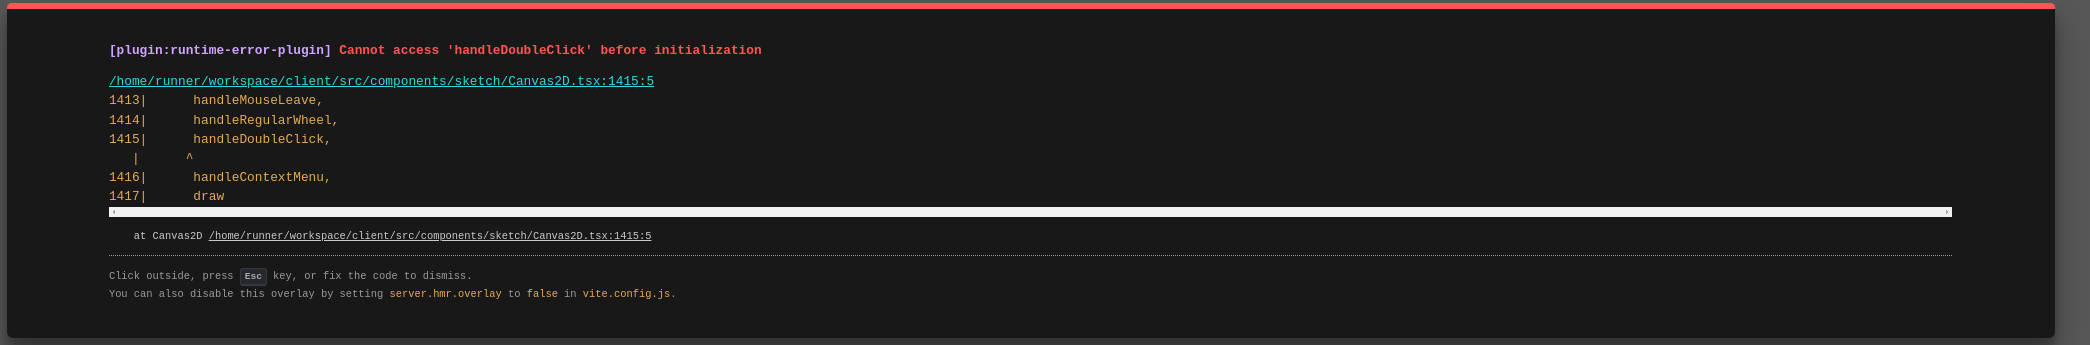 [plugin:runtime-error-plugin] Cannot access 'handleDoubleClick' before initialization
/home/runner/workspace/client/src/components/sketch/Canvas2D.tsx:1415:5
1413|      handleMouseLeave,
1414|      handleRegularWheel,
1415|      handleDoubleClick,
   |      ^
1416|      handleContextMenu,
1417|      draw
    at Canvas2D /home/runner/workspace/client/src/components/sketch/Canvas2D.tsx:1415:5
Click outside, press Esc key, or fix the code to dismiss.
You can also disable this overlay by setting server.hmr.overlay to false in vite.config.js.